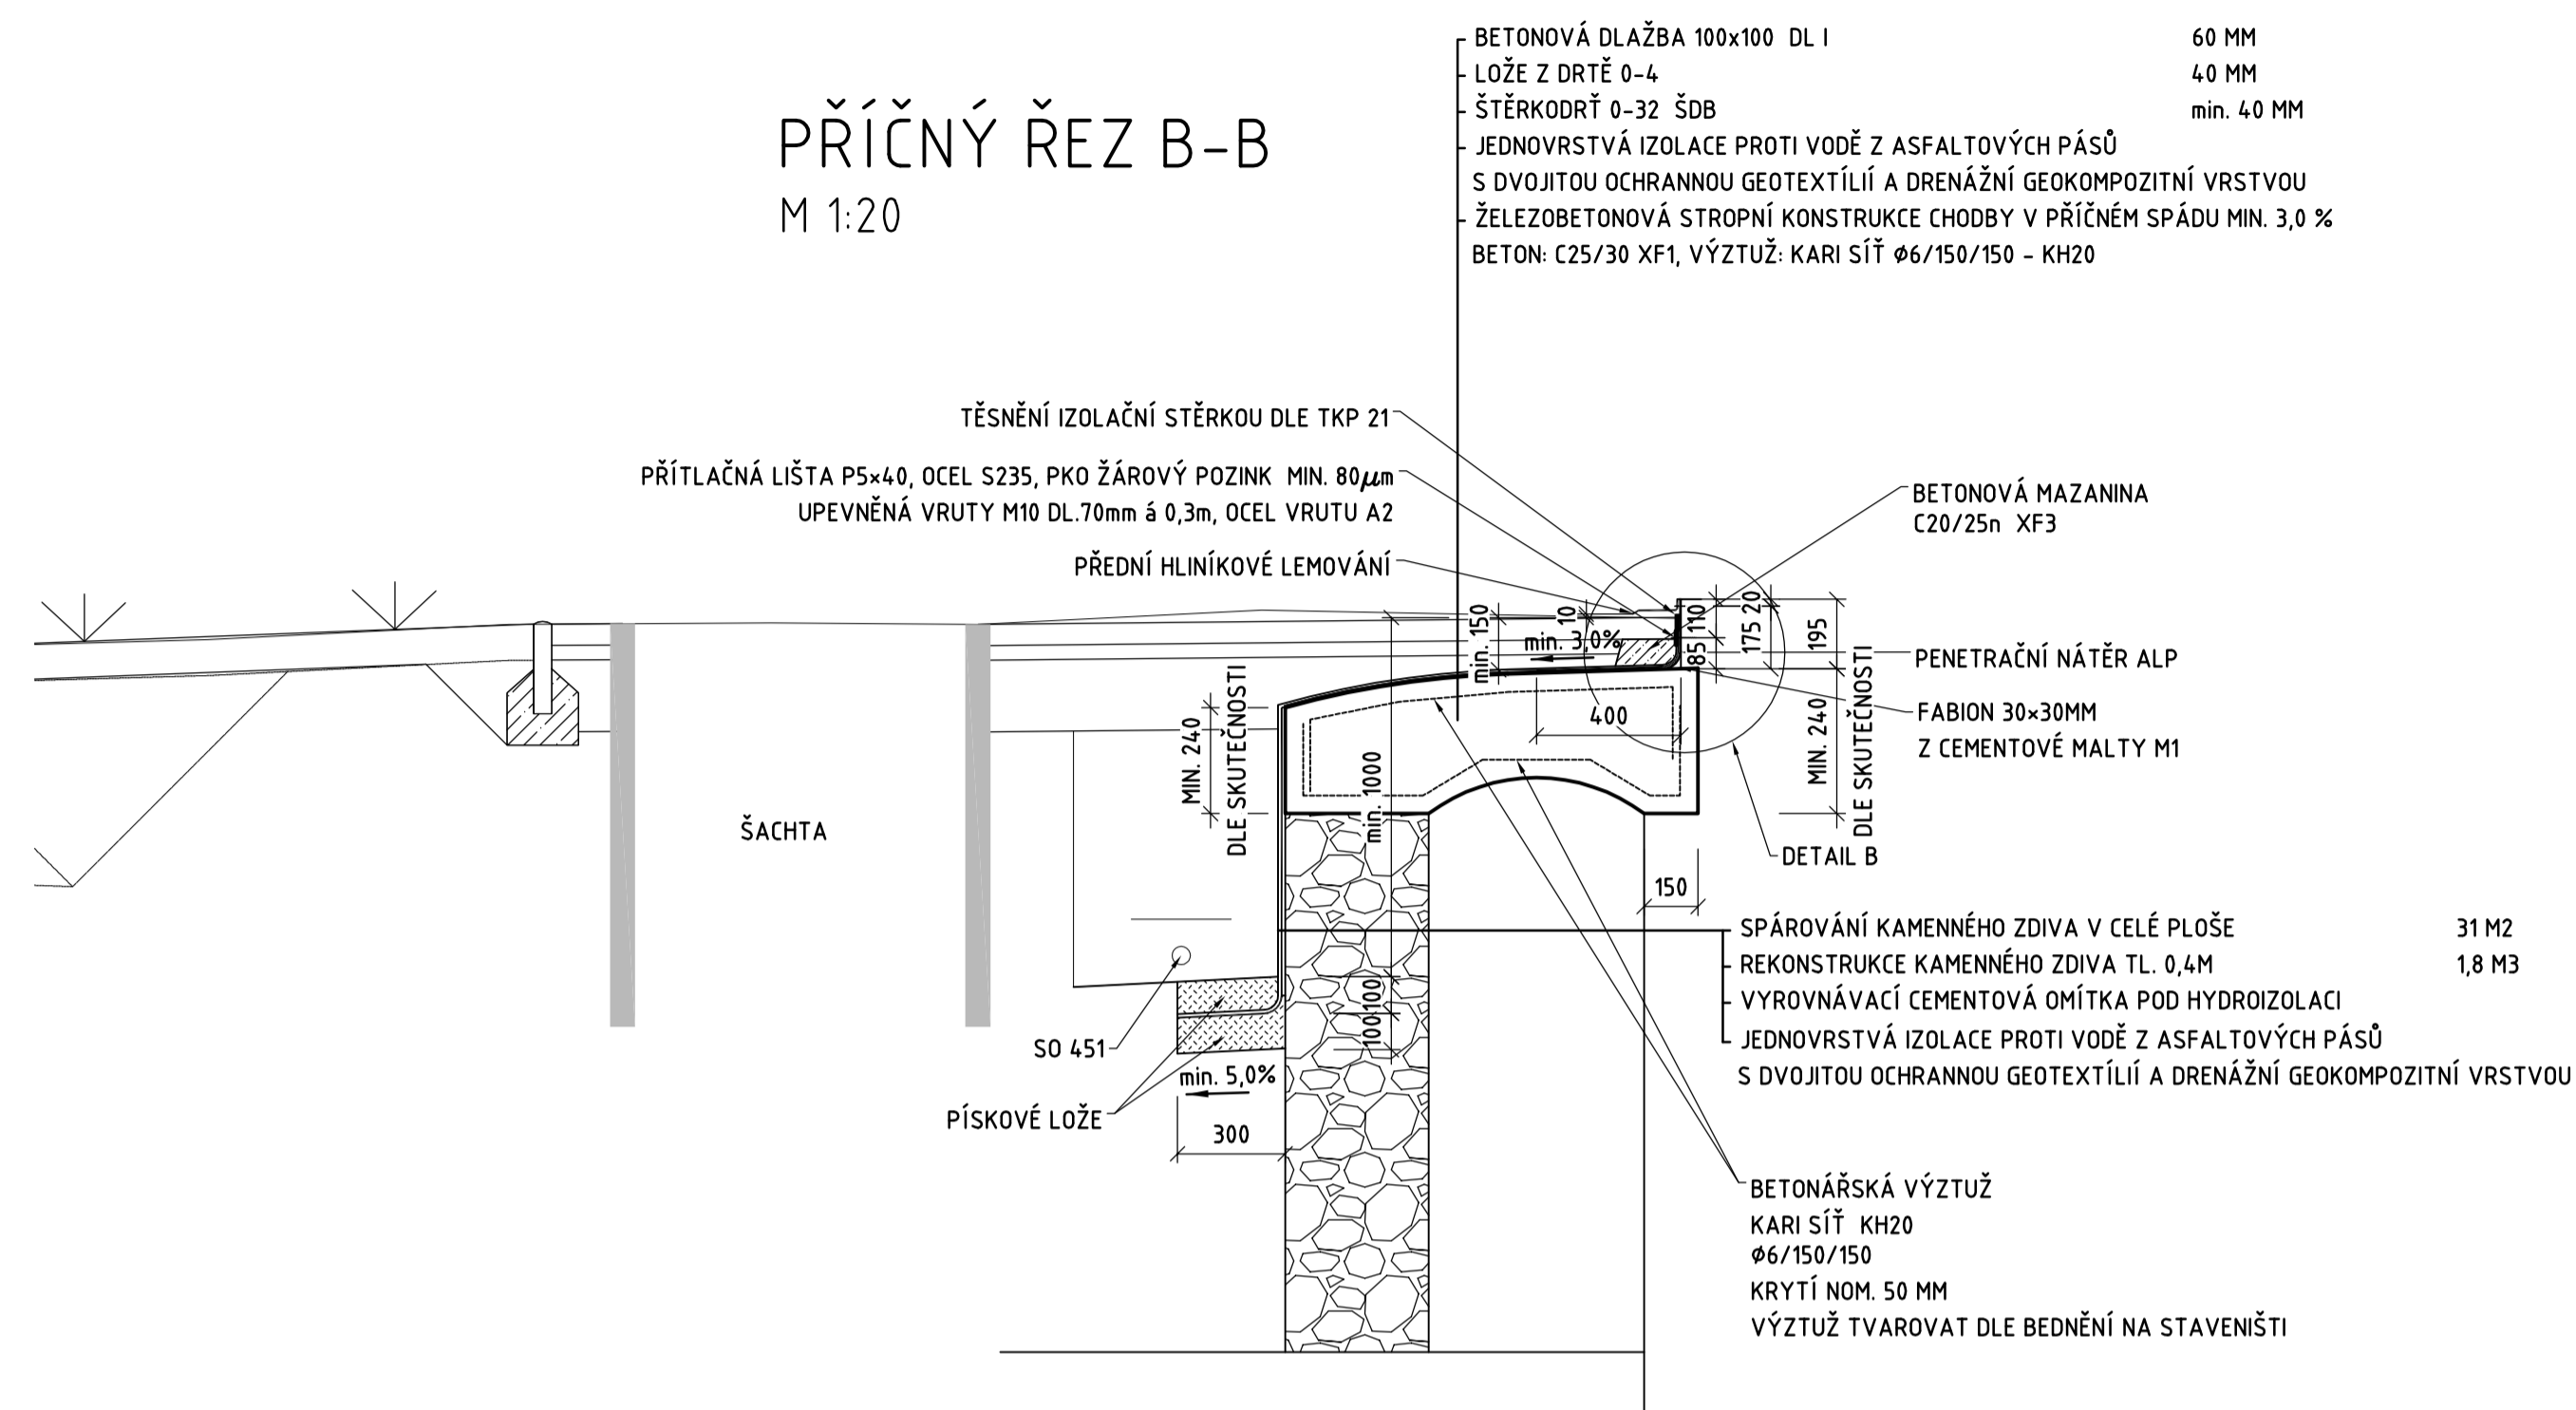 BETONOVÁ DLAŽBA 100x100 DL I 60 MM
LOŽE Z DRTĚ 0-4 40 MM
ŠTĚRKODRŤ 0-32 ŠDB min. 40 MM
JEDNOVRSTVÁ IZOLACE PROTI VODĚ Z ASFALTOVÝCH PÁSŮ
S DVOJITOU OCHRANNOU GEOTEXTÍLIÍ A DRENÁŽNÍ GEOKOMPOZITNÍ VRSTVOU
ŽELEZOBETONOVÁ STROPNÍ KONSTRUKCE CHODBY V PŘÍČNÉM SPÁDU MIN. 3,0 %
BETON: C25/30 XF1, VÝZTUŽ: KARI SÍŤ Ø6/150/150 - KH20
PŘÍČNÝ ŘEZ B-B
M 1:20
TĚSNĚNÍ IZOLAČNÍ STĚRKOU DLE TKP 21
PŘÍTLAČNÁ LIŠTA P5×40, OCEL S235, PKO ŽÁROVÝ POZINK MIN. 80μm
UPEVNĚNÁ VRUTY M10 DL.70mm á 0,3m, OCEL VRUTU A2
PŘEDNÍ HLINÍKOVÉ LEMOVÁNÍ
BETONOVÁ MAZANINA
C20/25n XF3
min. 150
10
min. 3,0%
110
85
20
175
195
PENETRAČNÍ NÁTĚR ALP
FABION 30×30MM
Z CEMENTOVÉ MALTY M1
MIN. 240
DLE SKUTEČNOSTI
400
MIN. 240
DLE SKUTEČNOSTI
min. 1000
ŠACHTA
DETAIL B
150
SPÁROVÁNÍ KAMENNÉHO ZDIVA V CELÉ PLOŠE 31 M2
REKONSTRUKCE KAMENNÉHO ZDIVA TL. 0,4M 1,8 M3
VYROVNÁVACÍ CEMENTOVÁ OMÍTKA POD HYDROIZOLACI
JEDNOVRSTVÁ IZOLACE PROTI VODĚ Z ASFALTOVÝCH PÁSŮ
S DVOJITOU OCHRANNOU GEOTEXTÍLIÍ A DRENÁŽNÍ GEOKOMPOZITNÍ VRSTVOU
100
100
SO 451
min. 5,0%
PÍSKOVÉ LOŽE
300
BETONÁŘSKÁ VÝZTUŽ
KARI SÍŤ KH20
Ø6/150/150
KRYTÍ NOM. 50 MM
VÝZTUŽ TVAROVAT DLE BEDNĚNÍ NA STAVENIŠTI